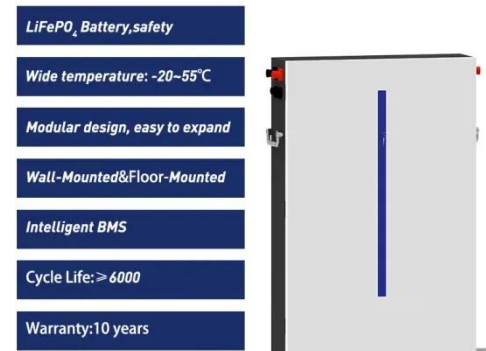 LiFePO₄ Battery,safety
Wide temperature: -20~55℃
Modular design, easy to expand
Wall-Mounted&Floor-Mounted
Intelligent BMS
Cycle Life:≥6000
Warranty:10 years